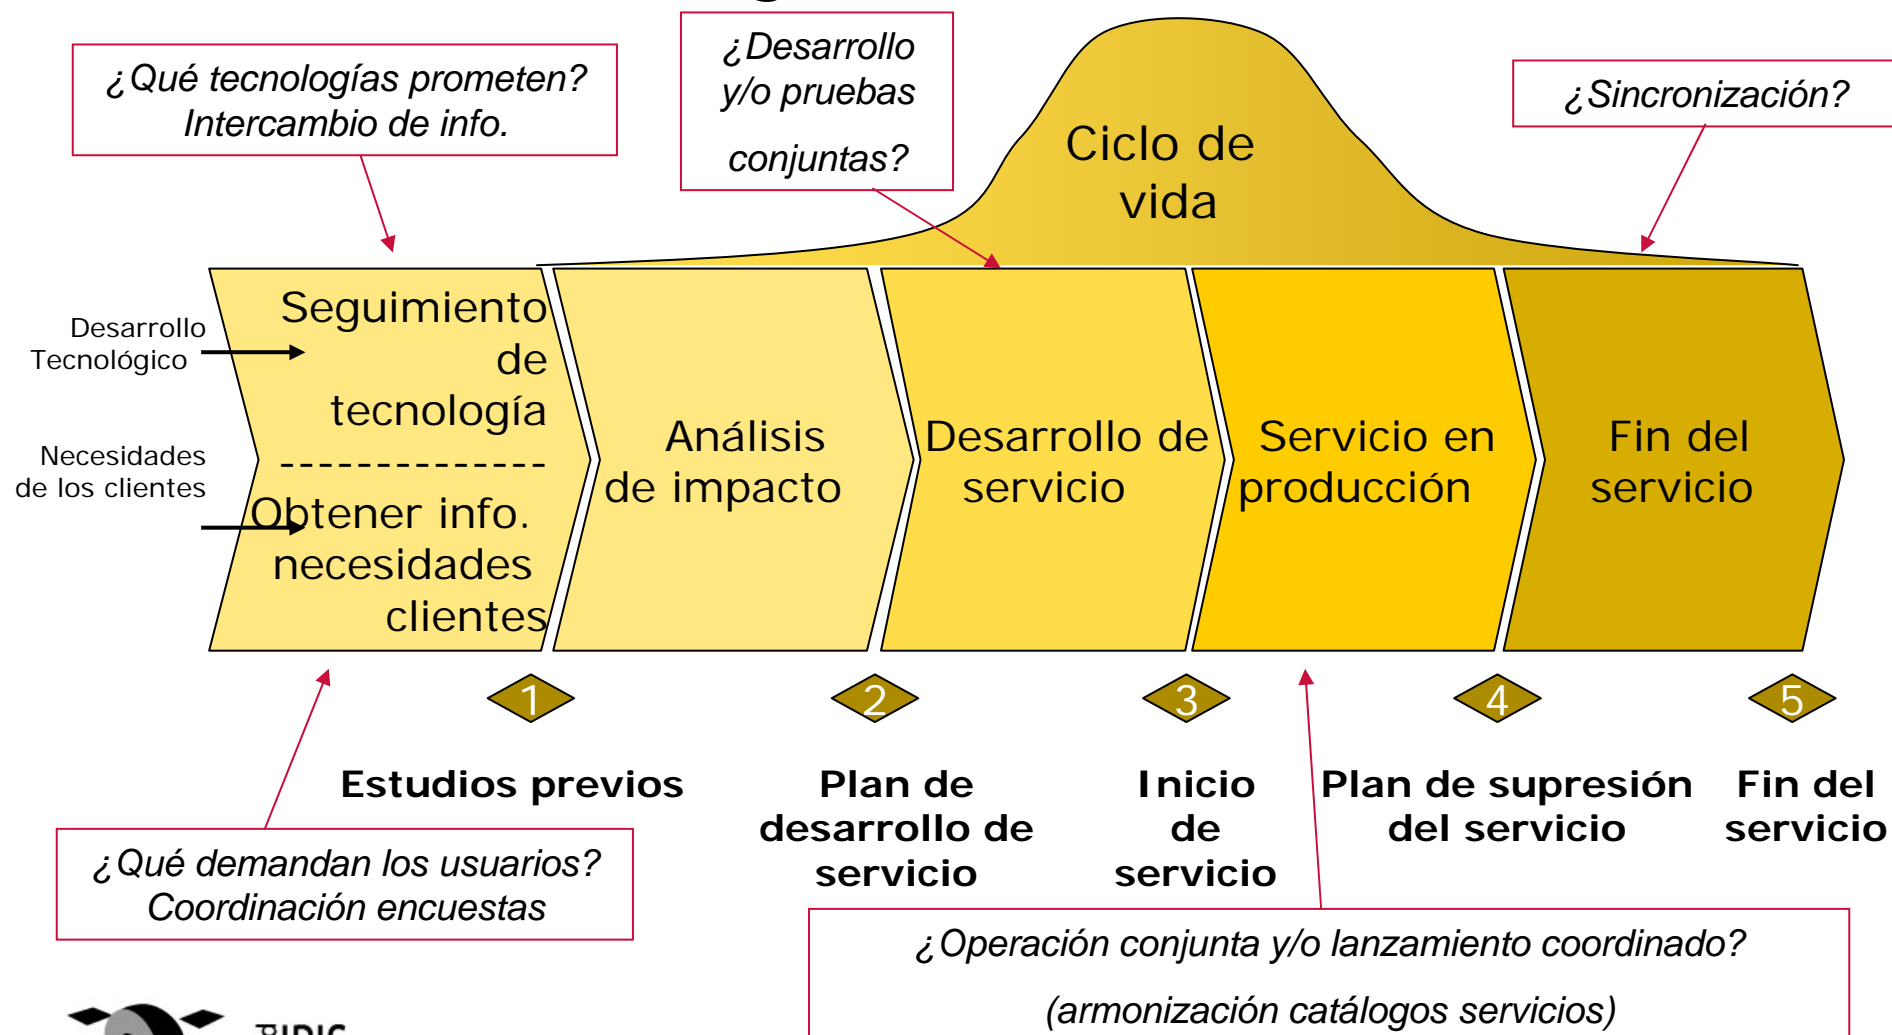 ¿Qué tecnologías prometen?
Intercambio de info.
¿Desarrollo
y/o pruebas
conjuntas?
¿Sincronización?
Ciclo de
vida
Desarrollo
Tecnológico
Necesidades
de los clientes
Seguimiento
de
tecnología
---------------
Obtener info.
necesidades
clientes
Análisis
de impacto
Desarrollo de
servicio
Servicio en
producción
Fin del
servicio
1
2
3
4
5
Estudios previos
Plan de
desarrollo de
servicio
Inicio
de
servicio
Plan de supresión
del servicio
Fin del
servicio
¿Qué demandan los usuarios?
Coordinación encuestas
¿Operación conjunta y/o lanzamiento coordinado?
(armonización catálogos servicios)